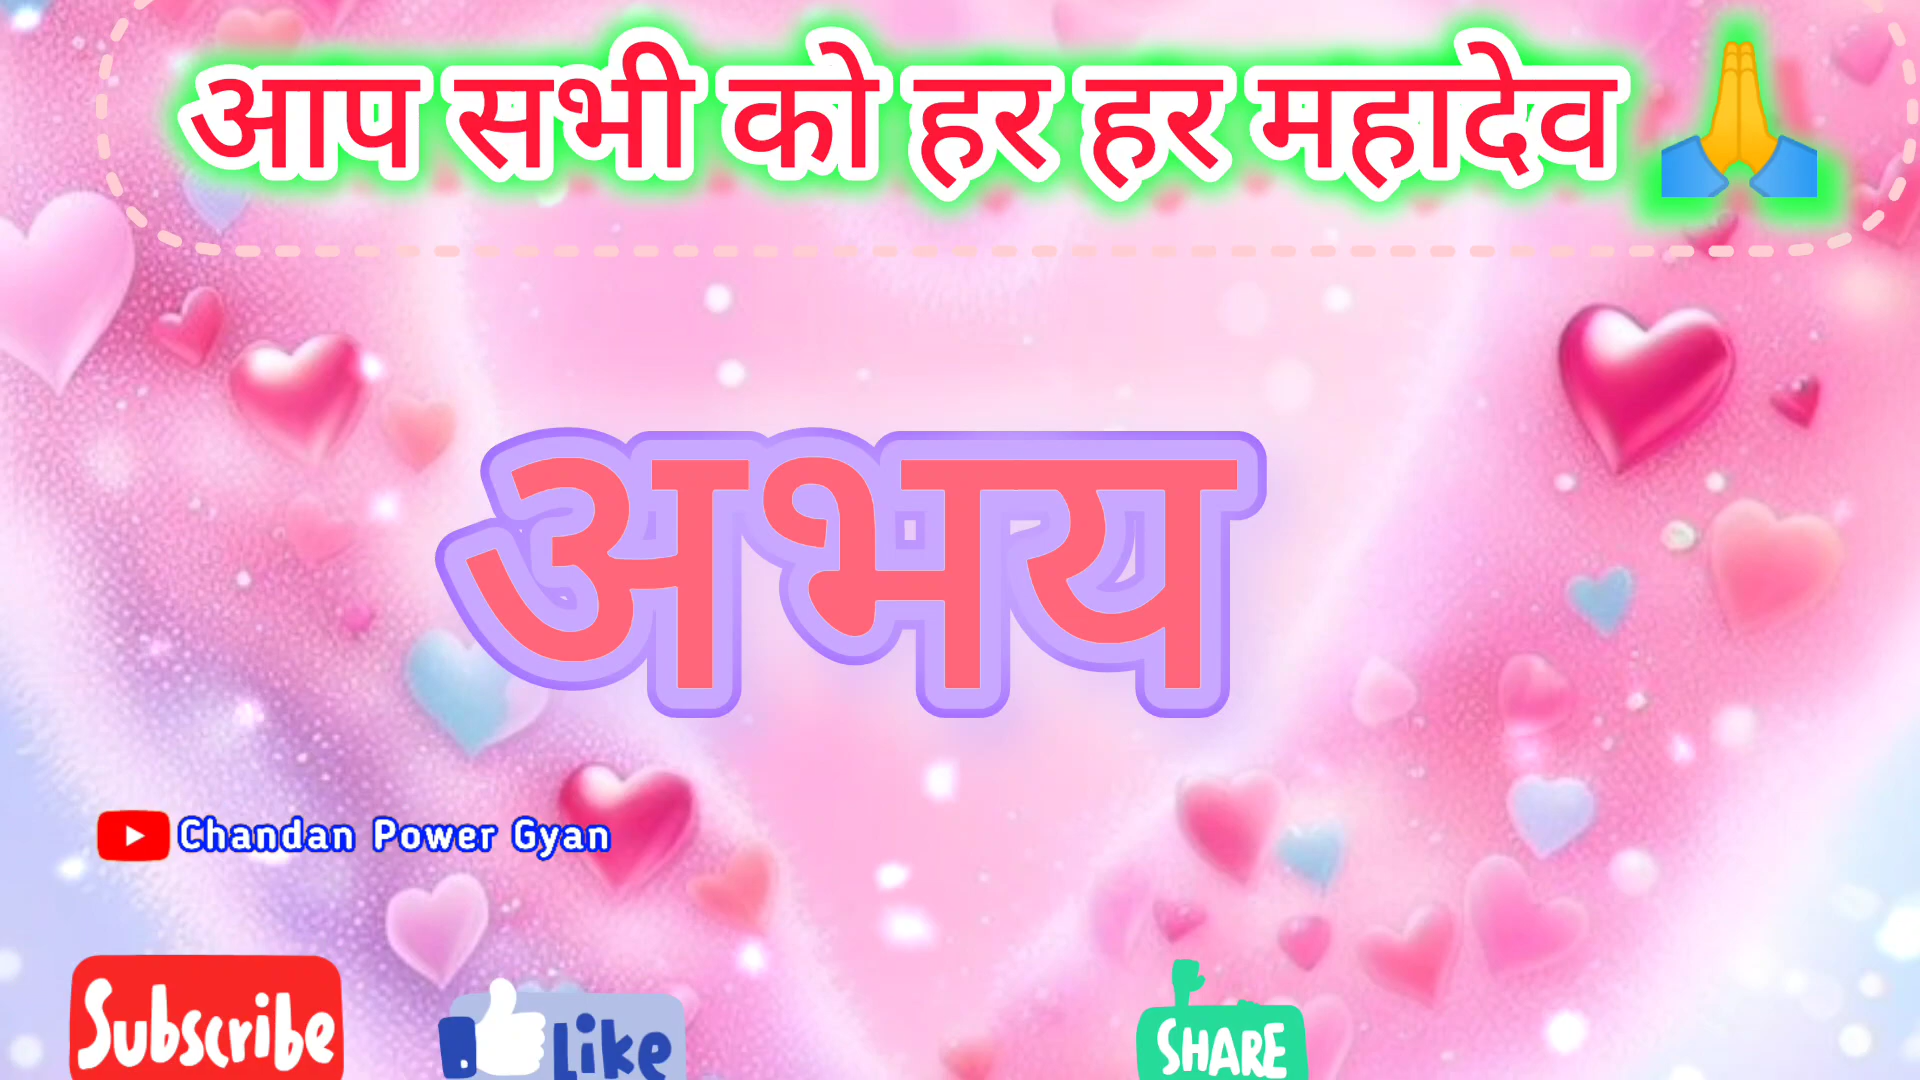 आप सभी को हर हर महादेव 🙏
अभय
Chandan Power Gyan
Subscribe
Like
SHARE